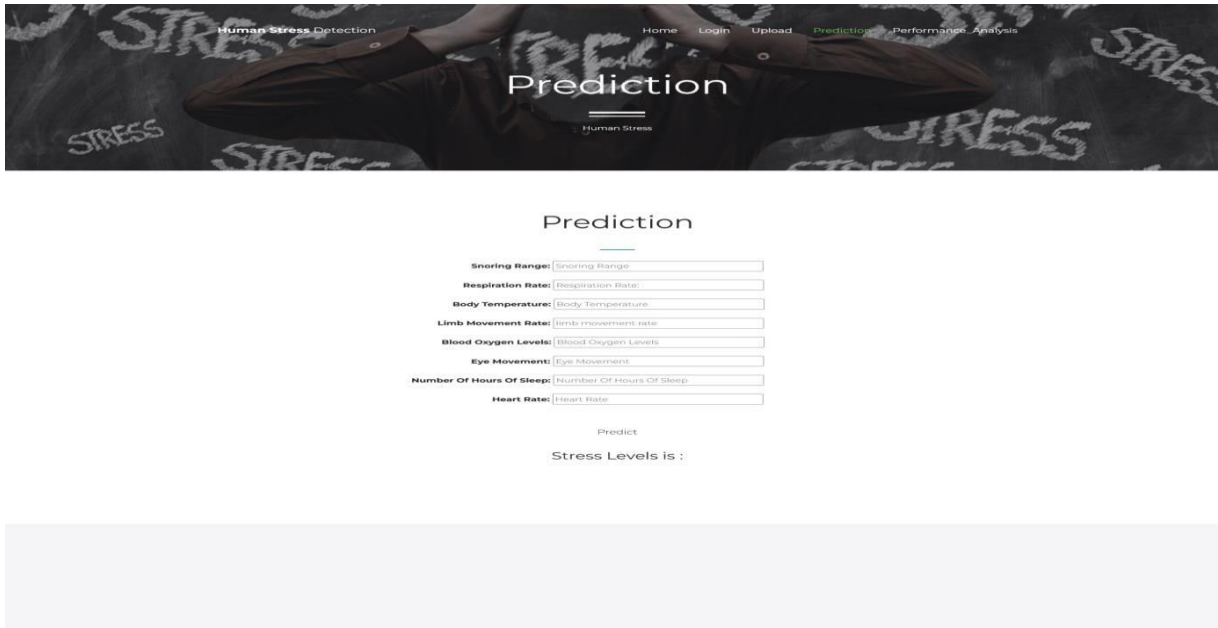 Human Stress Detection
Home Login Upload Prediction Performance_Analysis
STRESS
STRESS
STRESS
Prediction
Human Stress
STRESS
STRESS
STRESS
STRESS
Prediction
Snoring Range: Snoring Range
Respiration Rate: Respiration Rate:
Body Temperature: Body Temperature
Limb Movement Rate: limb movement rate
Blood Oxygen Levels: Blood Oxygen Levels
Eye Movement: Eye Movement
Number Of Hours Of Sleep: Number Of Hours Of Sleep
Heart Rate: Heart Rate
Predict
Stress Levels is :